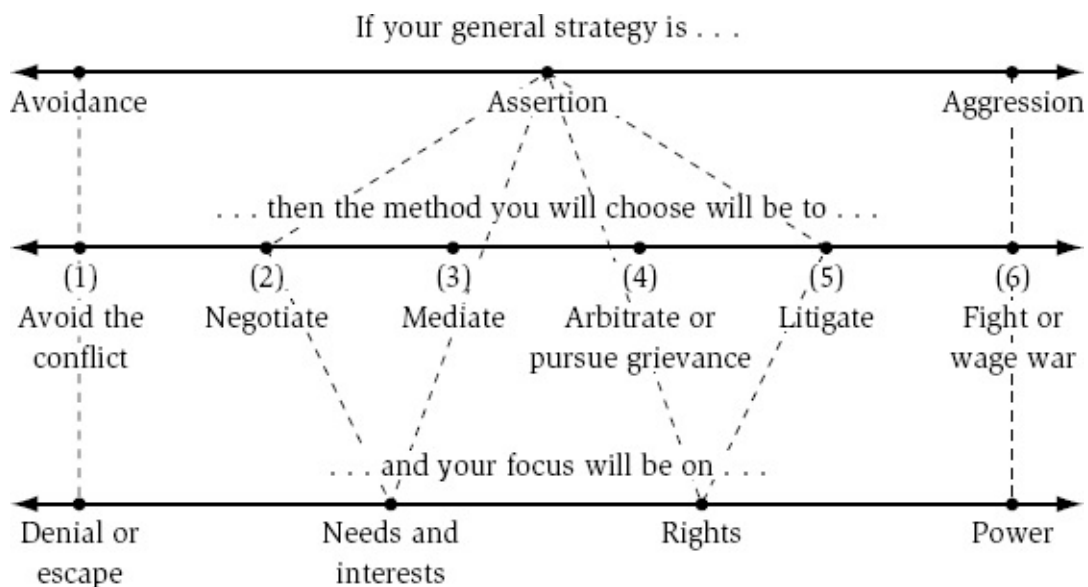 If your general strategy is . . .
Avoidance Assertion Aggression
. . . then the method you will choose will be to . . .
(1) (2) (3) (4) (5) (6)
Avoid the Negotiate Mediate Arbitrate or Litigate Fight or
conflict pursue grievance wage war
. . . and your focus will be on . . .
Denial or Needs and Rights Power
escape interests